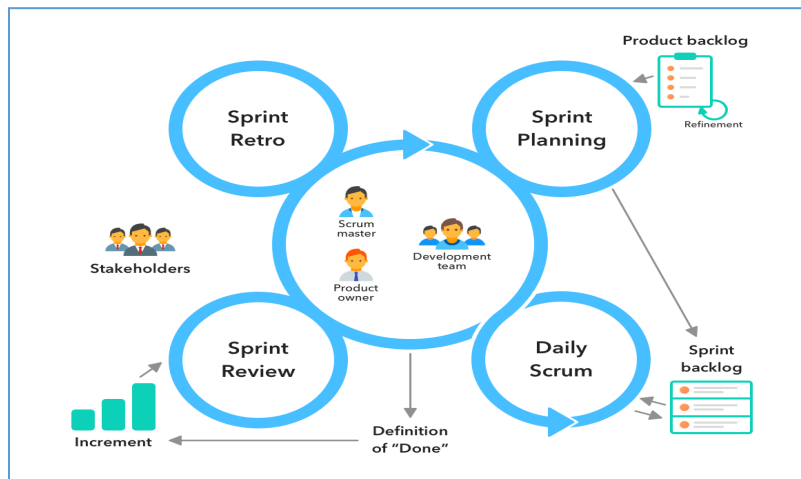 Product backlog
Refinement
Sprint
Retro
Sprint
Planning
Scrum
master
Development
team
Product
owner
Stakeholders
Sprint
Review
Daily
Scrum
Sprint
backlog
Increment
Definition
of “Done”